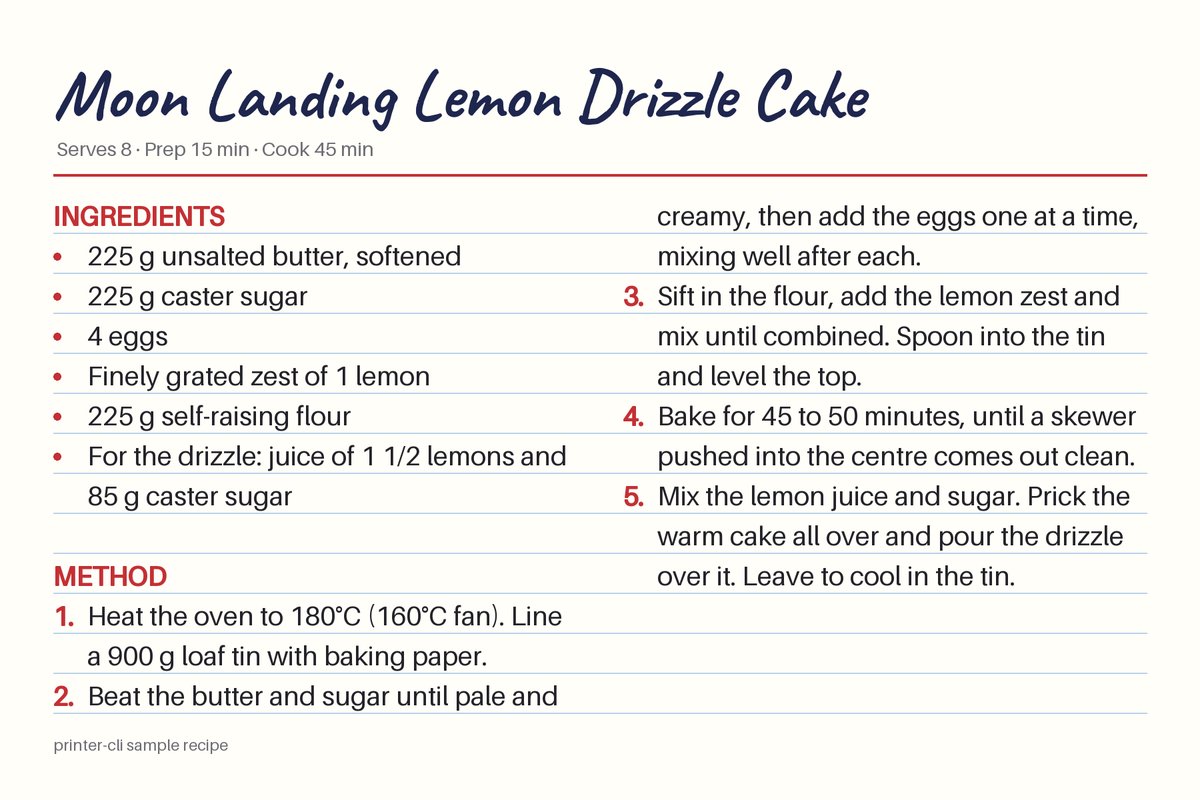 Moon Landing Lemon Drizzle Cake
Serves 8 · Prep 15 min · Cook 45 min
INGREDIENTS
• 225 g unsalted butter, softened
• 225 g caster sugar
• 4 eggs
• Finely grated zest of 1 lemon
• 225 g self-raising flour
• For the drizzle: juice of 1 1/2 lemons and
85 g caster sugar
METHOD
1. Heat the oven to 180°C (160°C fan). Line
a 900 g loaf tin with baking paper.
2. Beat the butter and sugar until pale and
creamy, then add the eggs one at a time,
mixing well after each.
3. Sift in the flour, add the lemon zest and
mix until combined. Spoon into the tin
and level the top.
4. Bake for 45 to 50 minutes, until a skewer
pushed into the centre comes out clean.
5. Mix the lemon juice and sugar. Prick the
warm cake all over and pour the drizzle
over it. Leave to cool in the tin.
printer-cli sample recipe